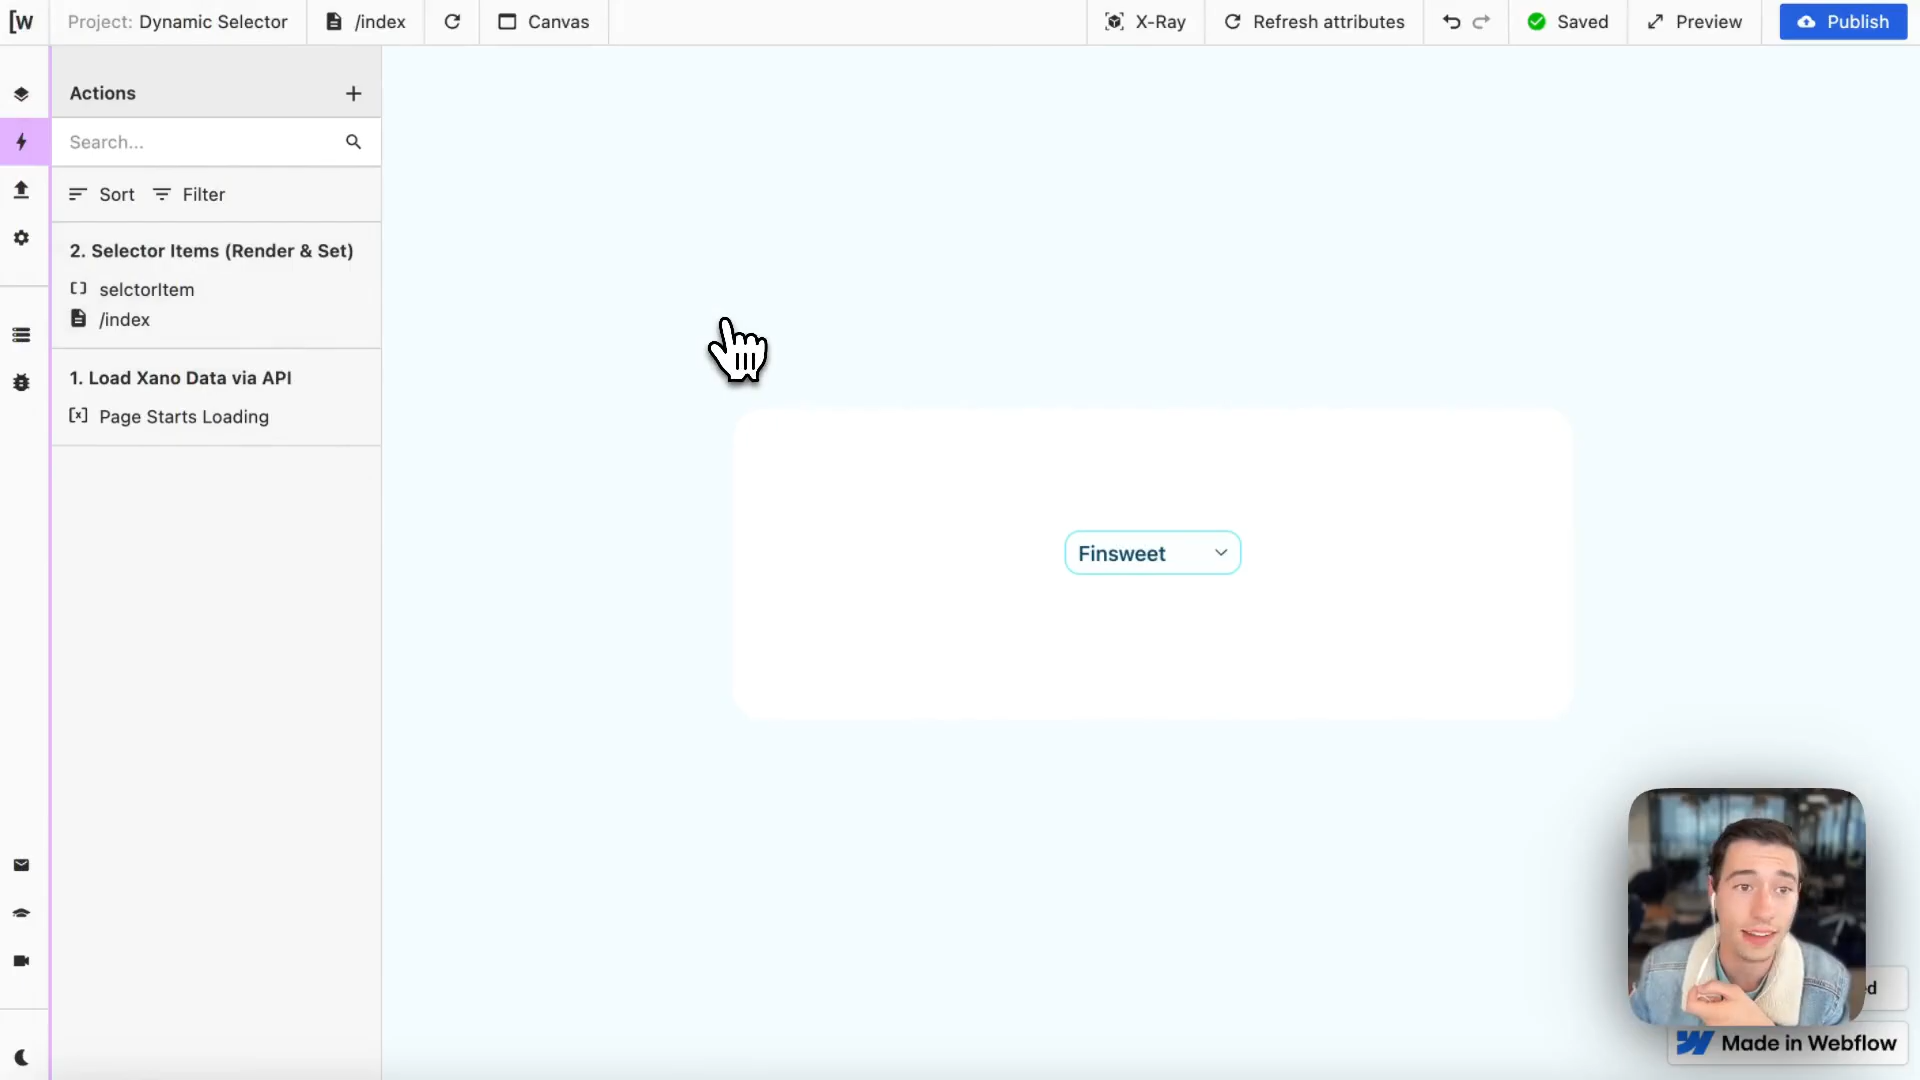 [w
Project: Dynamic Selector
/index
Canvas
X-Ray
Refresh attributes
Saved
Preview
Publish
Actions
Search...
Sort
Filter
2. Selector Items (Render & Set)
selctorItem
/index
1. Load Xano Data via API
Page Starts Loading
Finsweet
Made in Webflow